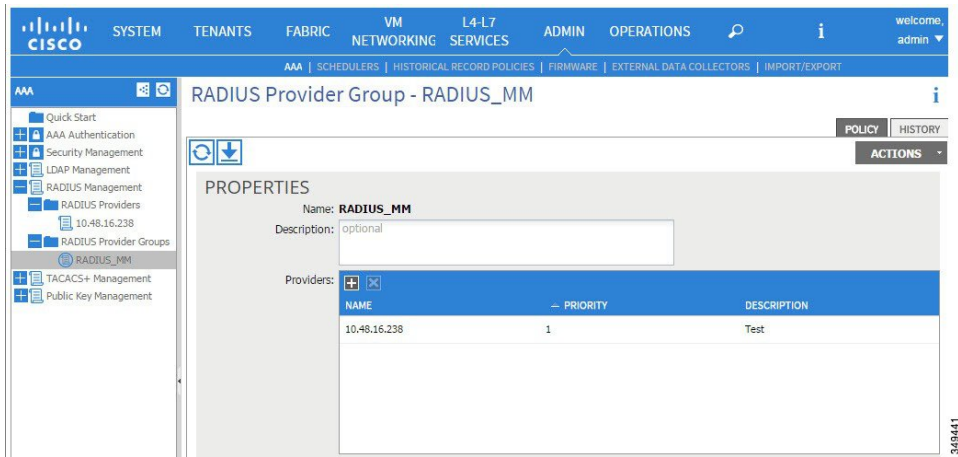 CISCO
SYSTEM
TENANTS
FABRIC
VM NETWORKING
L4-L7 SERVICES
ADMIN
OPERATIONS
i
welcome, admin
AAA | SCHEDULERS | HISTORICAL RECORD POLICIES | FIRMWARE | EXTERNAL DATA COLLECTORS | IMPORT/EXPORT
AAA
Quick Start
AAA Authentication
Security Management
LDAP Management
RADIUS Management
RADIUS Providers
10.48.16.238
RADIUS Provider Groups
RADIUS_MM
TACACS+ Management
Public Key Management
RADIUS Provider Group - RADIUS_MM
i
POLICY
HISTORY
ACTIONS
PROPERTIES
Name: RADIUS_MM
Description: optional
Providers:
NAME PRIORITY DESCRIPTION
10.48.16.238 1 Test
349441